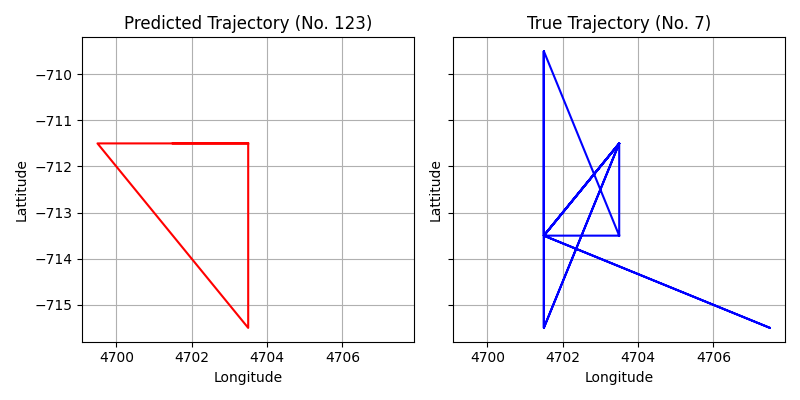 Predicted Trajectory (No. 123)
True Trajectory (No. 7)
−710
−711
−712
−713
−714
−715
Lattitude
Lattitude
4700 4702 4704 4706
4700 4702 4704 4706
Longitude
Longitude